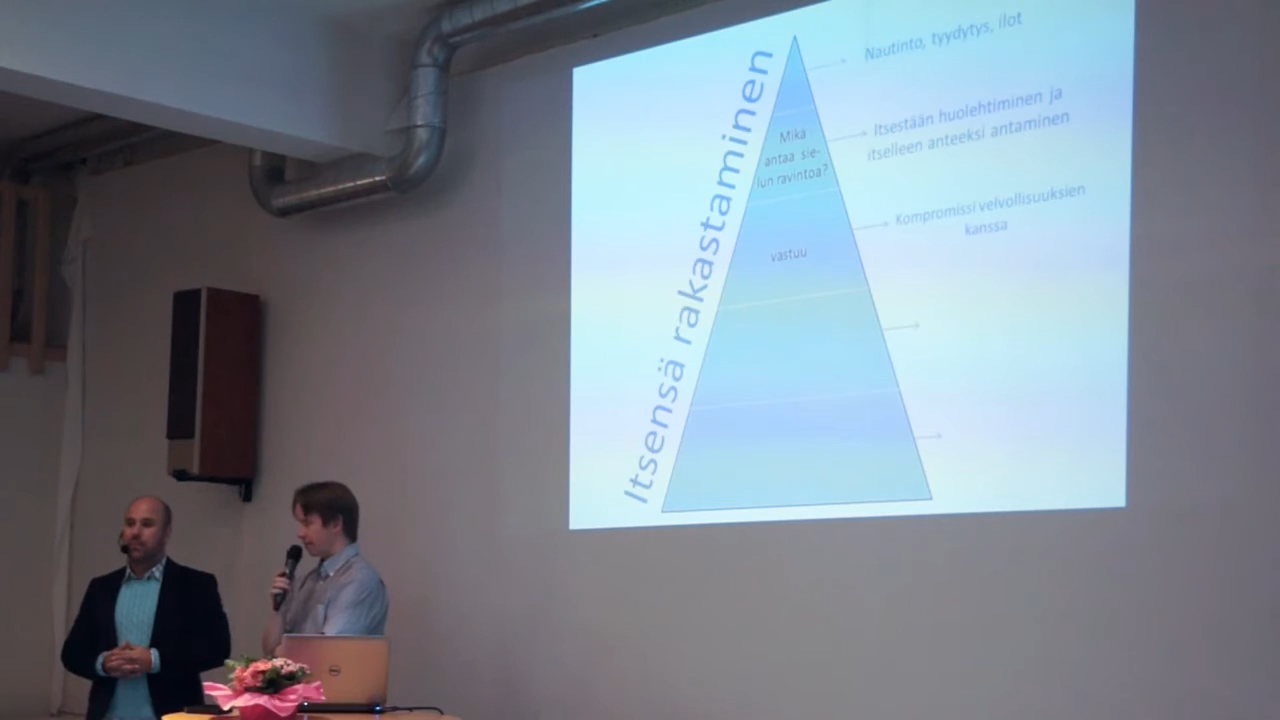 Itsensä rakastaminen
Nautinto, tyydytys, ilot
Mikä
antaa sie-
lun ravintoa?
Itsestään huolehtiminen ja
itselleen anteeksi antaminen
vastuu
Kompromissi velvollisuuksien
kanssa
DELL